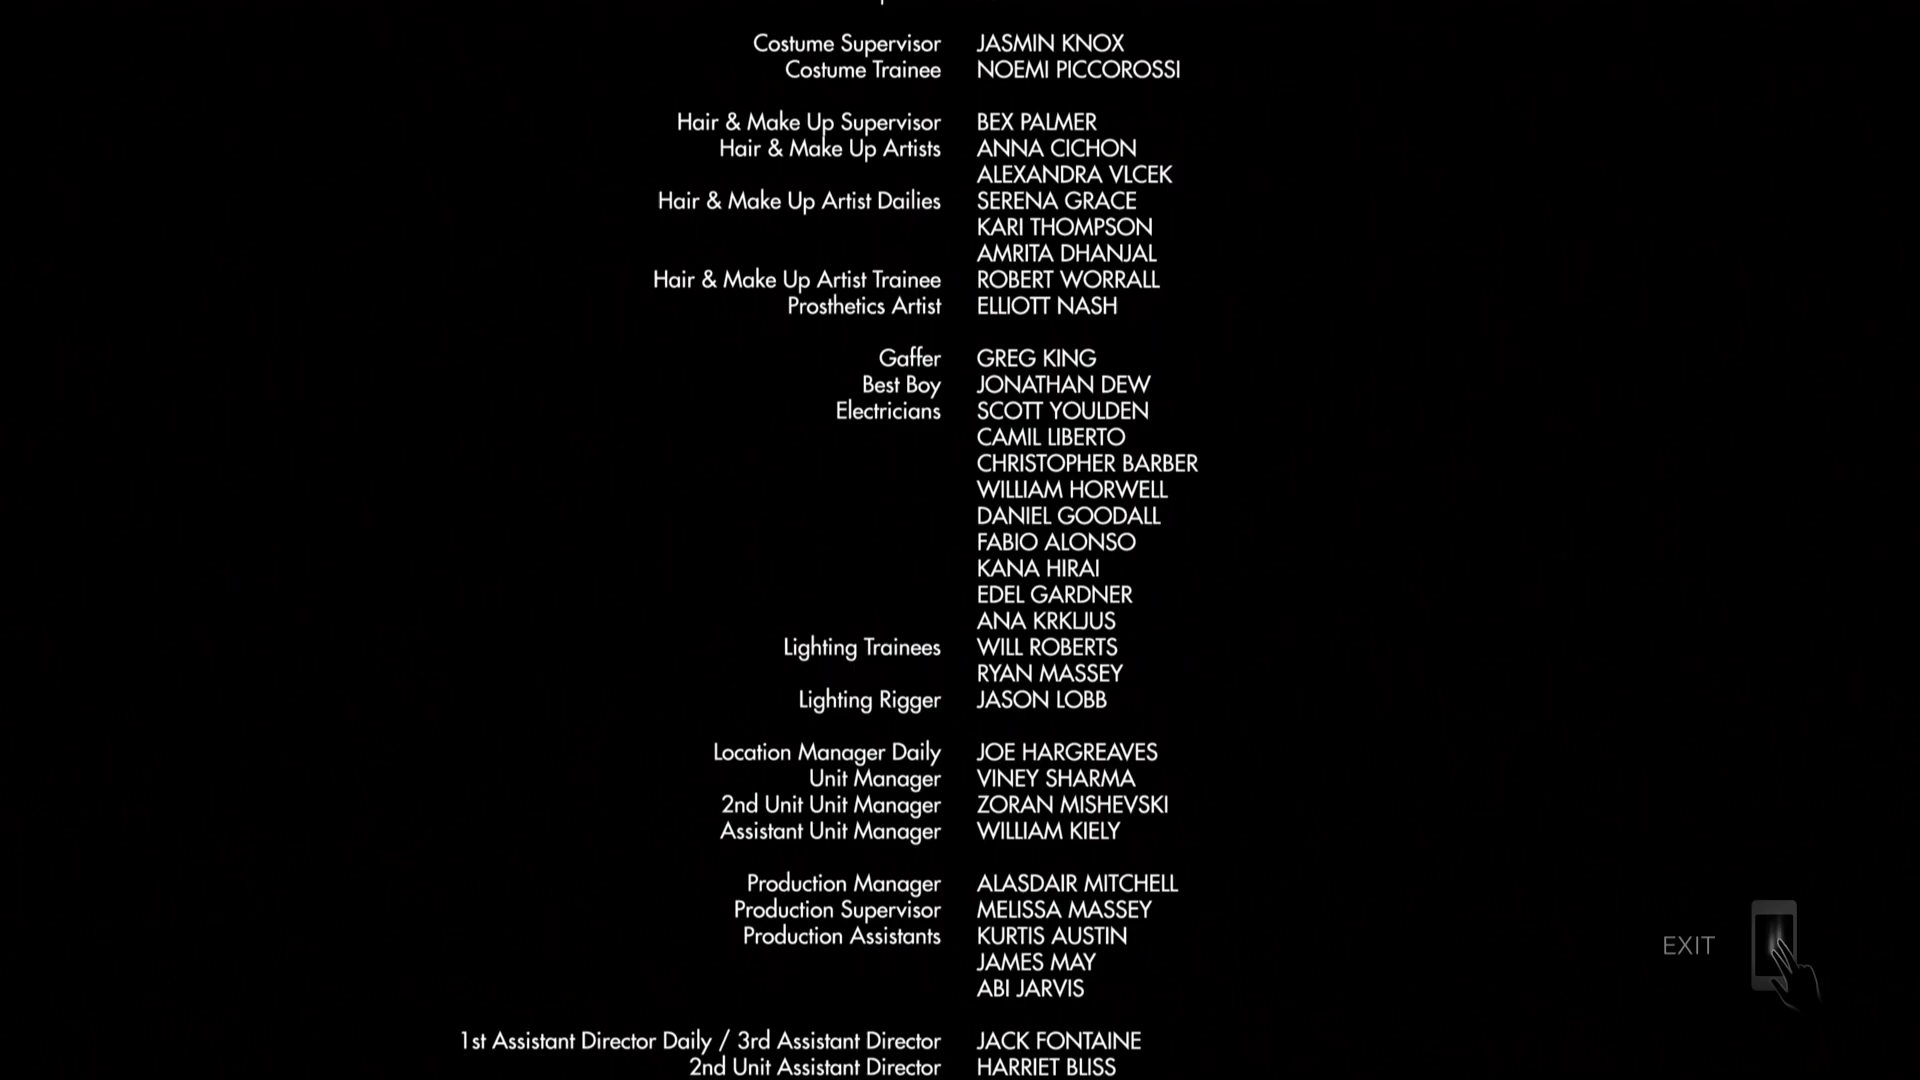 Costume Supervisor JASMIN KNOX
Costume Trainee NOEMI PICCOROSSI
Hair & Make Up Supervisor BEX PALMER
Hair & Make Up Artists ANNA CICHON
ALEXANDRA VLCEK
Hair & Make Up Artist Dailies SERENA GRACE
KARI THOMPSON
AMRITA DHANJAL
Hair & Make Up Artist Trainee ROBERT WORRALL
Prosthetics Artist ELLIOTT NASH
Gaffer GREG KING
Best Boy JONATHAN DEW
Electricians SCOTT YOULDEN
CAMIL LIBERTO
CHRISTOPHER BARBER
WILLIAM HORWELL
DANIEL GOODALL
FABIO ALONSO
KANA HIRAI
EDEL GARDNER
ANA KRKLJUS
Lighting Trainees WILL ROBERTS
RYAN MASSEY
Lighting Rigger JASON LOBB
Location Manager Daily JOE HARGREAVES
Unit Manager VINEY SHARMA
2nd Unit Unit Manager ZORAN MISHEVSKI
Assistant Unit Manager WILLIAM KIELY
Production Manager ALASDAIR MITCHELL
Production Supervisor MELISSA MASSEY
Production Assistants KURTIS AUSTIN
JAMES MAY
ABI JARVIS
1st Assistant Director Daily / 3rd Assistant Director JACK FONTAINE
2nd Unit Assistant Director HARRIET BLISS
EXIT